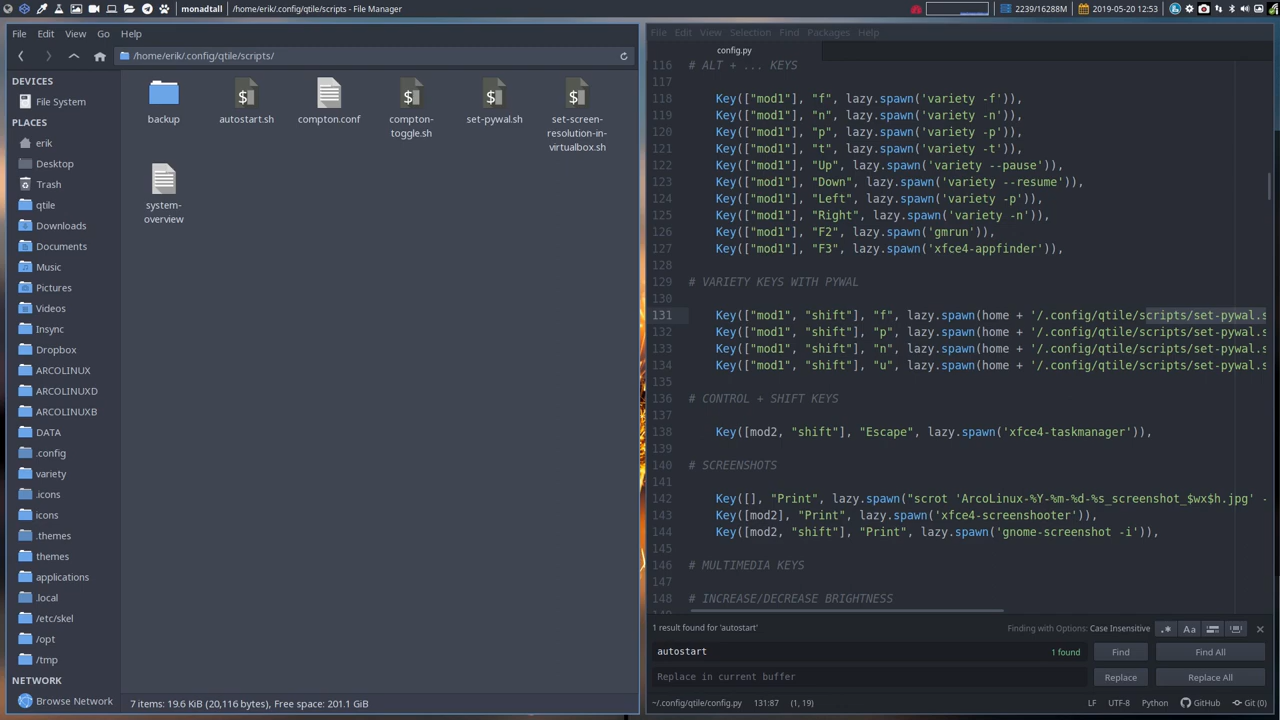 monadtall /home/erik/.config/qtile/scripts/ - File Manager 2239/16288M 2019-05-20 12:53
File Edit View Go Help
/home/erik/.config/qtile/scripts/
DEVICES
File System
PLACES
erik
Desktop
Trash
qtile
Downloads
Documents
Music
Pictures
Videos
Insync
Dropbox
ARCOLINUX
ARCOLINUXD
ARCOLINUXB
DATA
.config
variety
.icons
icons
.themes
themes
applications
.local
/etc/skel
/opt
/tmp
NETWORK
Browse Network
backup
autostart.sh
compton.conf
compton-
toggle.sh
set-pywal.sh
set-screen-
resolution-in-
virtualbox.sh
system-
overview
7 items: 19.6 KiB (20,116 bytes), Free space: 201.1 GiB
File Edit View Selection Find Packages Help
config.py
116 # ALT + ... KEYS
117
118 Key(["mod1"], "f", lazy.spawn('variety -f')),
119 Key(["mod1"], "n", lazy.spawn('variety -n')),
120 Key(["mod1"], "p", lazy.spawn('variety -p')),
121 Key(["mod1"], "t", lazy.spawn('variety -t')),
122 Key(["mod1"], "Up", lazy.spawn('variety --pause')),
123 Key(["mod1"], "Down", lazy.spawn('variety --resume')),
124 Key(["mod1"], "Left", lazy.spawn('variety -p')),
125 Key(["mod1"], "Right", lazy.spawn('variety -n')),
126 Key(["mod1"], "F2", lazy.spawn('gmrun')),
127 Key(["mod1"], "F3", lazy.spawn('xfce4-appfinder')),
128
129 # VARIETY KEYS WITH PYWAL
130
131 Key(["mod1", "shift"], "f", lazy.spawn(home + '/.config/qtile/scripts/set-pywal.s
132 Key(["mod1", "shift"], "p", lazy.spawn(home + '/.config/qtile/scripts/set-pywal.s
133 Key(["mod1", "shift"], "n", lazy.spawn(home + '/.config/qtile/scripts/set-pywal.s
134 Key(["mod1", "shift"], "u", lazy.spawn(home + '/.config/qtile/scripts/set-pywal.s
135
136 # CONTROL + SHIFT KEYS
137
138 Key([mod2, "shift"], "Escape", lazy.spawn('xfce4-taskmanager')),
139
140 # SCREENSHOTS
141
142 Key([], "Print", lazy.spawn("scrot 'ArcoLinux-%Y-%m-%d-%s_screenshot_$wx$h.jpg' -
143 Key([mod2], "Print", lazy.spawn('xfce4-screenshooter')),
144 Key([mod2, "shift"], "Print", lazy.spawn('gnome-screenshot -i')),
145
146 # MULTIMEDIA KEYS
147
148 # INCREASE/DECREASE BRIGHTNESS
1 result found for 'autostart' Finding with Options: Case Insensitive .* Aa
autostart 1 found Find Find All
Replace in current buffer Replace Replace All
~/.config/qtile/config.py 131:87 (1, 19) LF UTF-8 Python GitHub Git (0)